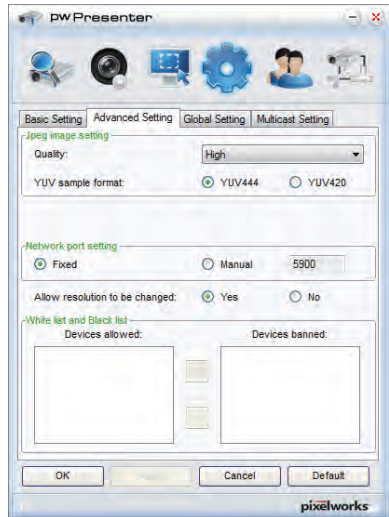 pwPresenter
Basic Setting Advanced Setting Global Setting Multicast Setting
Jpeg image setting
Quality: High
YUV sample format: YUV444 YUV420
Network port setting
Fixed Manual 5900
Allow resolution to be changed: Yes No
White list and Black list
Devices allowed: Devices banned:
OK Cancel Default
pixelworks